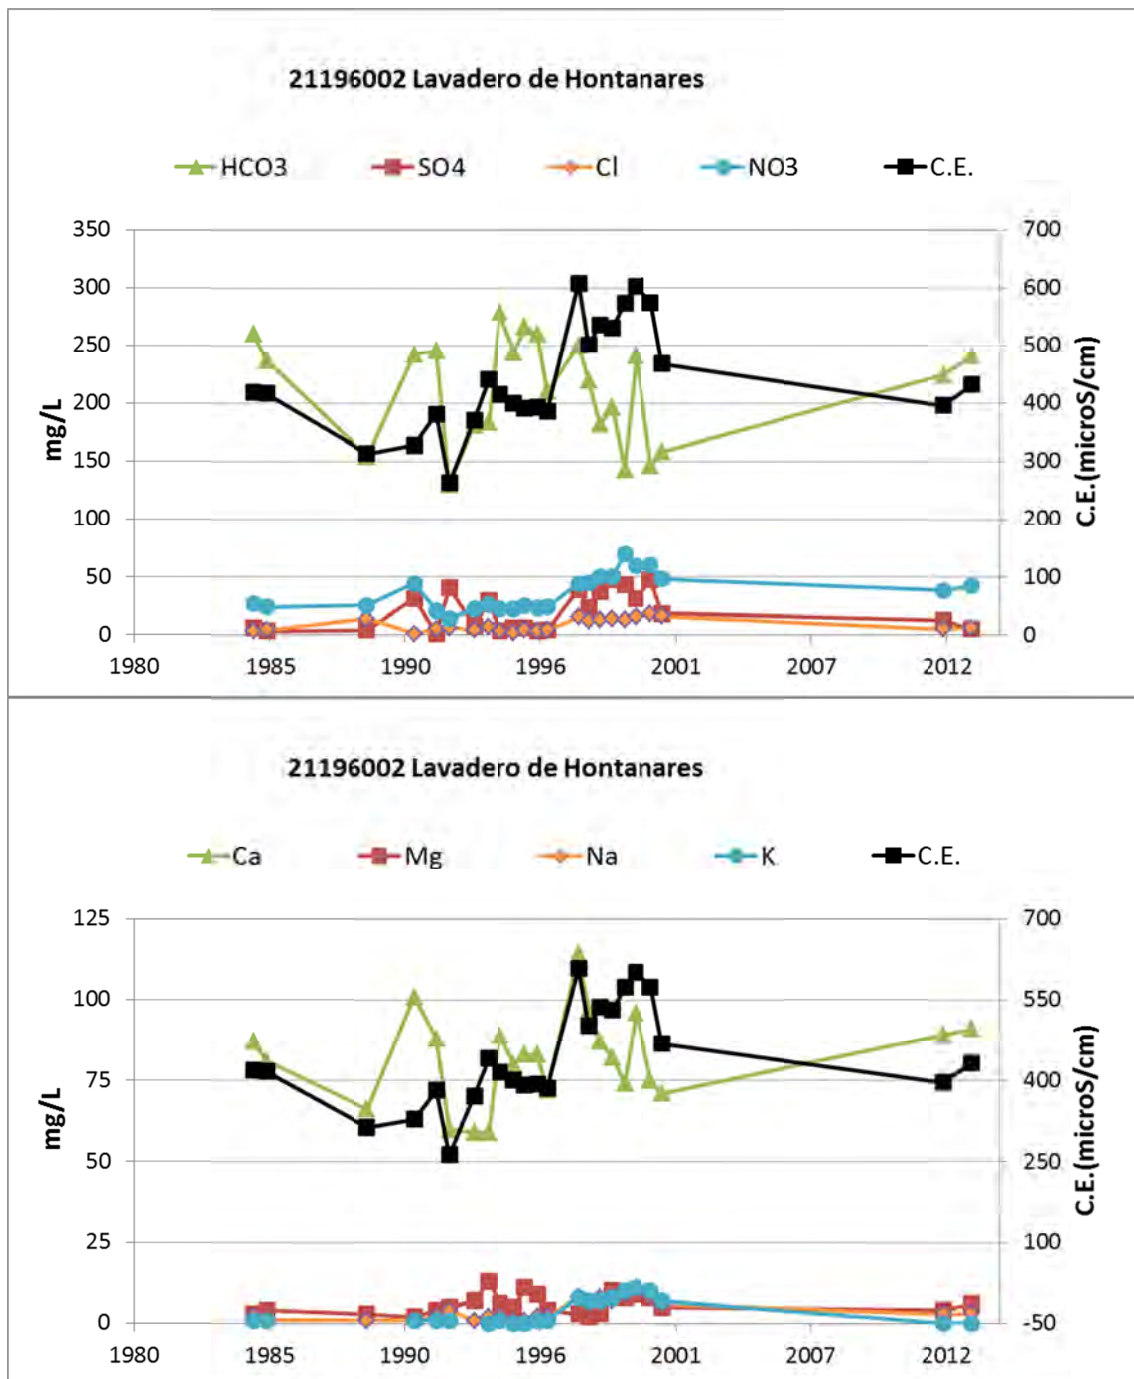 21196002 Lavadero de Hontanares
HCO3 SO4 Cl NO3 C.E.
350 700
300 600
250 500
200 400
150 300
100 200
50 100
0 0
mg/L
C.E.(microS/cm)
1980 1985 1990 1996 2001 2007 2012
21196002 Lavadero de Hontanares
Ca Mg Na K C.E.
125 700
100 550
75 400
50 250
25 100
0 -50
mg/L
C.E.(microS/cm)
1980 1985 1990 1996 2001 2007 2012